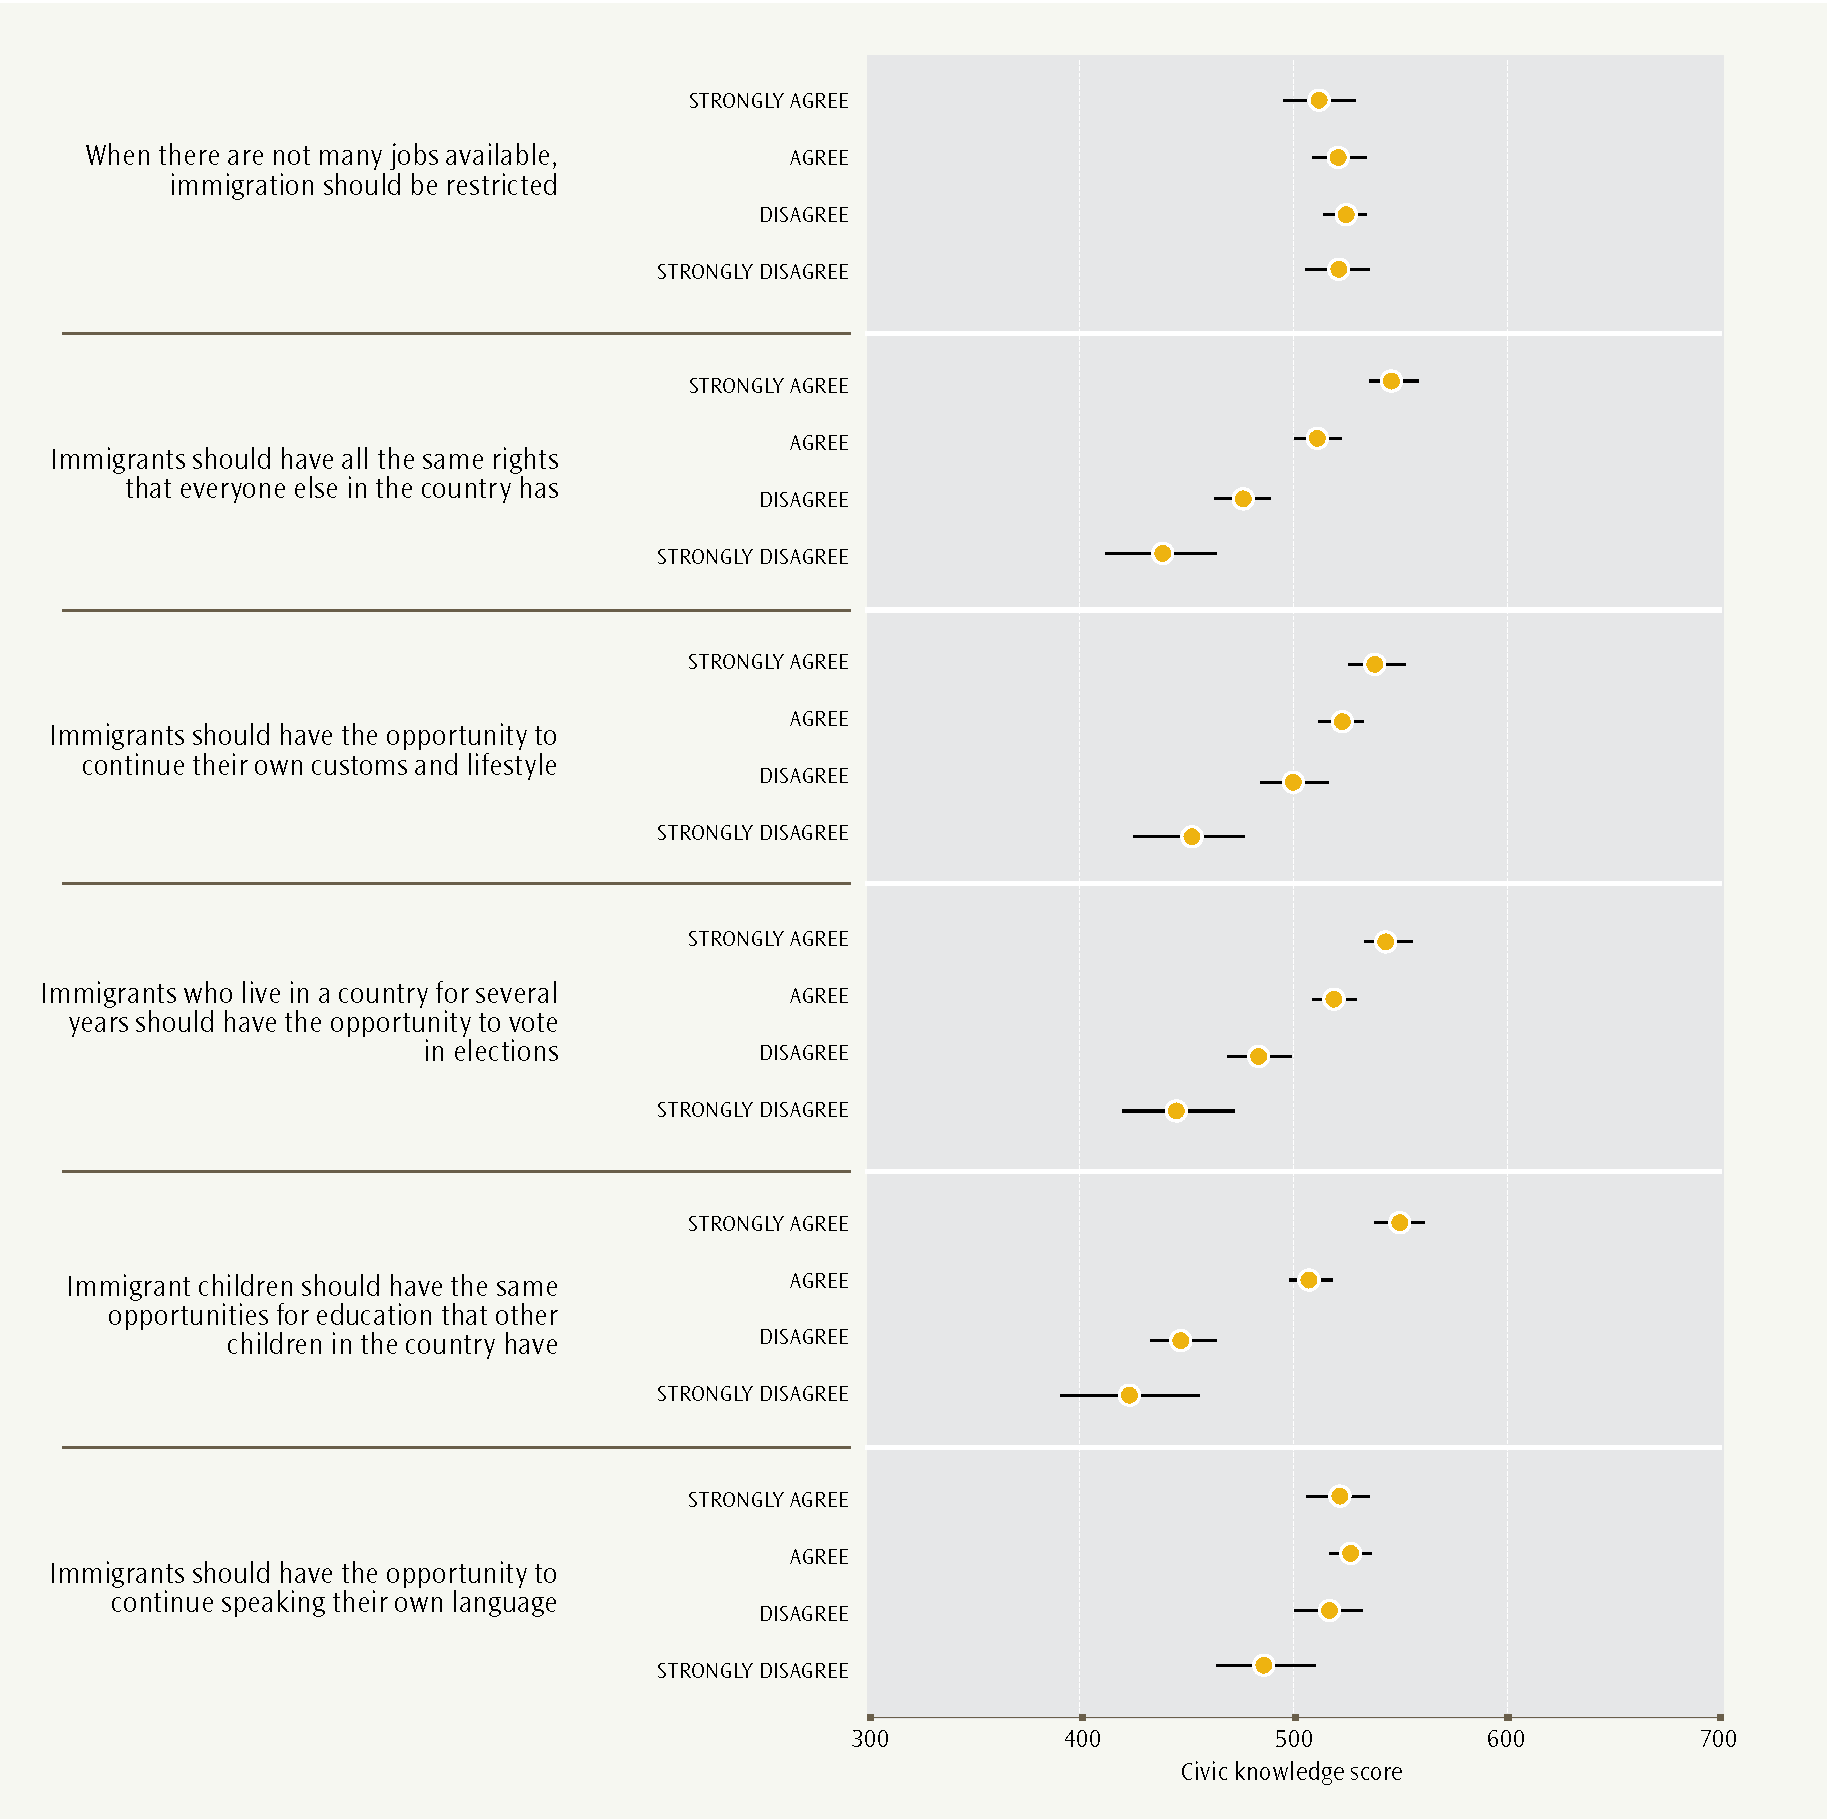 STRONGLY AGREE
When there are not many jobs available,
immigration should be restricted
AGREE
DISAGREE
STRONGLY DISAGREE
STRONGLY AGREE
Immigrants should have all the same rights
that everyone else in the country has
AGREE
DISAGREE
STRONGLY DISAGREE
STRONGLY AGREE
Immigrants should have the opportunity to
continue their own customs and lifestyle
AGREE
DISAGREE
STRONGLY DISAGREE
STRONGLY AGREE
Immigrants who live in a country for several
years should have the opportunity to vote
in elections
AGREE
DISAGREE
STRONGLY DISAGREE
STRONGLY AGREE
Immigrant children should have the same
opportunities for education that other
children in the country have
AGREE
DISAGREE
STRONGLY DISAGREE
STRONGLY AGREE
Immigrants should have the opportunity to
continue speaking their own language
AGREE
DISAGREE
STRONGLY DISAGREE
300 400 500 600 700
Civic knowledge score